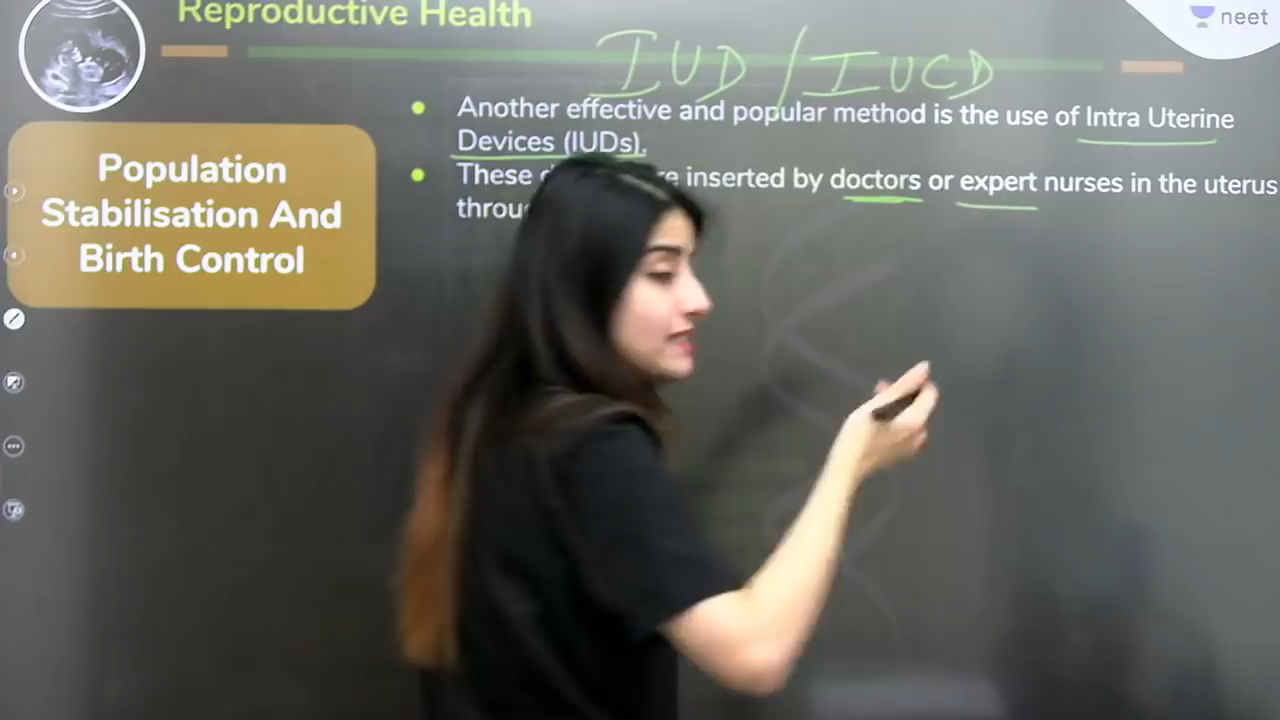 Reproductive Health
neet
IUD / IUCD
Another effective and popular method is the use of Intra Uterine
Devices (IUDs).
These inserted by doctors or expert nurses in the uterus
Population
Stabilisation And
Birth Control